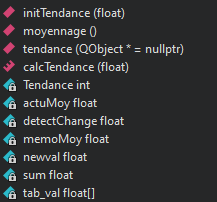 initTendance (float)
moyennage ()
tendance (QObject * = nullptr)
calcTendance (float)
Tendance int
actuMoy float
detectChange float
memoMoy float
newval float
sum float
tab_val float[]